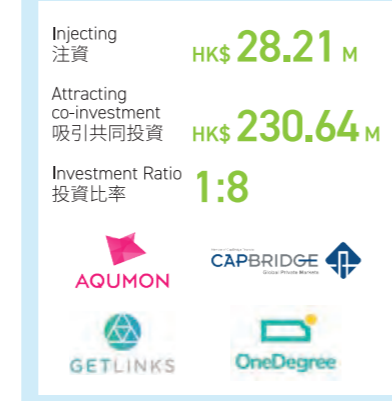 Injecting
注資
HK$ 28.21 M
Attracting
co-investment
吸引共同投資
HK$ 230.64 M
Investment Ratio
投資比率
1:8
AQUMON
CAPBRIDGE
Global Private Markets
GETLINKS
OneDegree